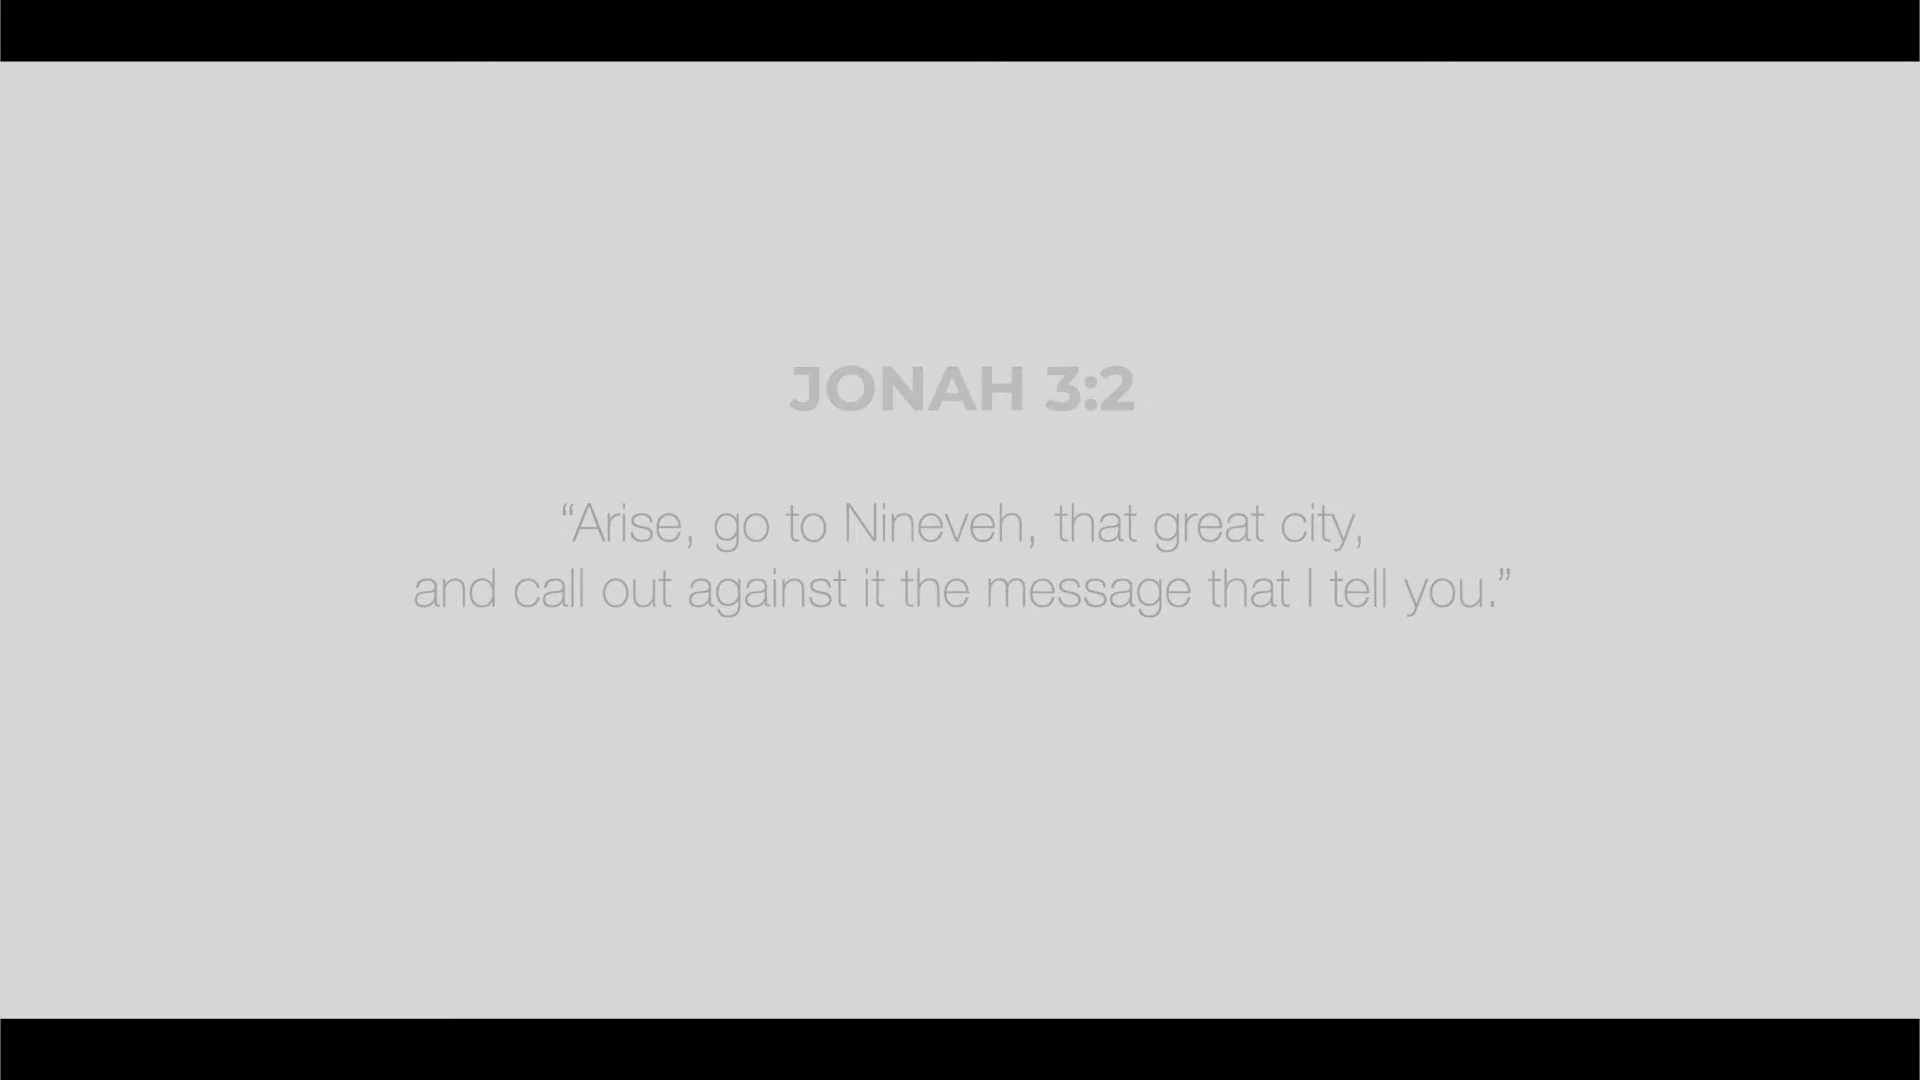 JONAH 3:2
“Arise, go to Nineveh, that great city,
and call out against it the message that I tell you.”